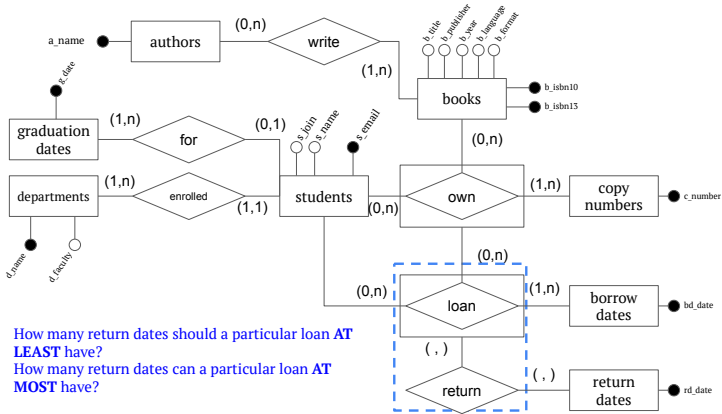 b_title
b_publisher
b_year
b_language
b_format
(0,n)
a_name
authors
write
(1,n)
g_date
books
b_isbn10
b_isbn13
graduation
dates
(1,n)
for
(0,1)
s_join
s_name
s_email
(0,n)
departments
(1,n)
enrolled
(1,1)
students
(0,n)
own
(1,n)
copy
numbers
c_number
d_name
d_faculty
(0,n)
(0,n)
loan
(1,n)
borrow
dates
bd_date
How many return dates should a particular loan AT
LEAST have?
How many return dates can a particular loan AT
MOST have?
( , )
return
( , )
return
dates
rd_date